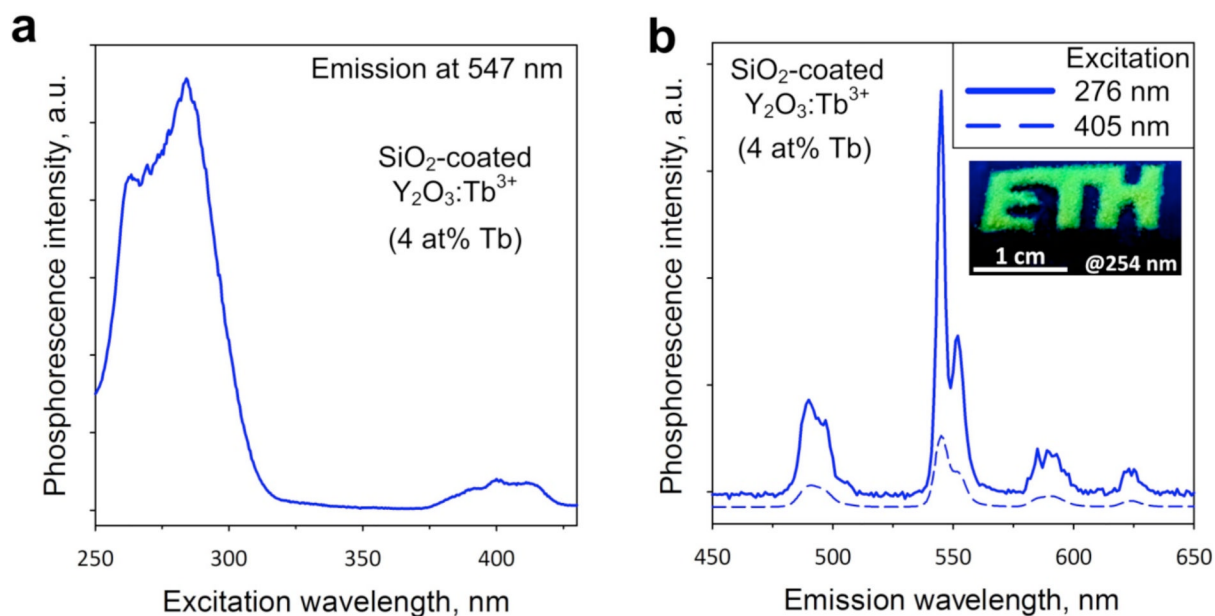 a
Emission at 547 nm
SiO₂-coated
Y₂O₃:Tb³⁺
(4 at% Tb)
Phosphorescence intensity, a.u.
250 300 350 400
Excitation wavelength, nm
b
SiO₂-coated
Y₂O₃:Tb³⁺
(4 at% Tb)
Excitation
276 nm
405 nm
ETH
1 cm
@254 nm
Phosphorescence intensity, a.u.
450 500 550 600 650
Emission wavelength, nm